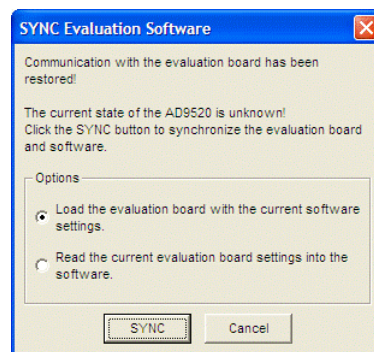 SYNC Evaluation Software
Communication with the evaluation board has been
restored!
The current state of the AD9520 is unknown!
Click the SYNC button to synchronize the evaluation board
and software.
Options
Load the evaluation board with the current software
settings.
Read the current evaluation board settings into the
software.
SYNC
Cancel